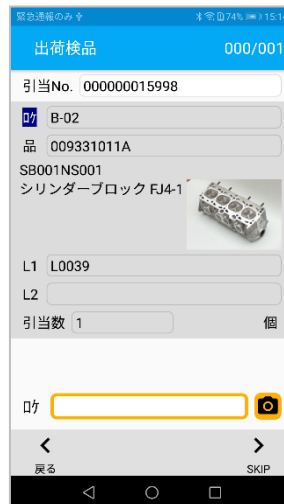 緊急通報のみ 74% 15:14
出荷検品 000/001
引当No. 000000015998
ロケ B-02
品 009331011A
SB001NS001
シリンダーブロック FJ4-1
L1 L0039
L2
引当数 1 個
ロケ
戻る SKIP